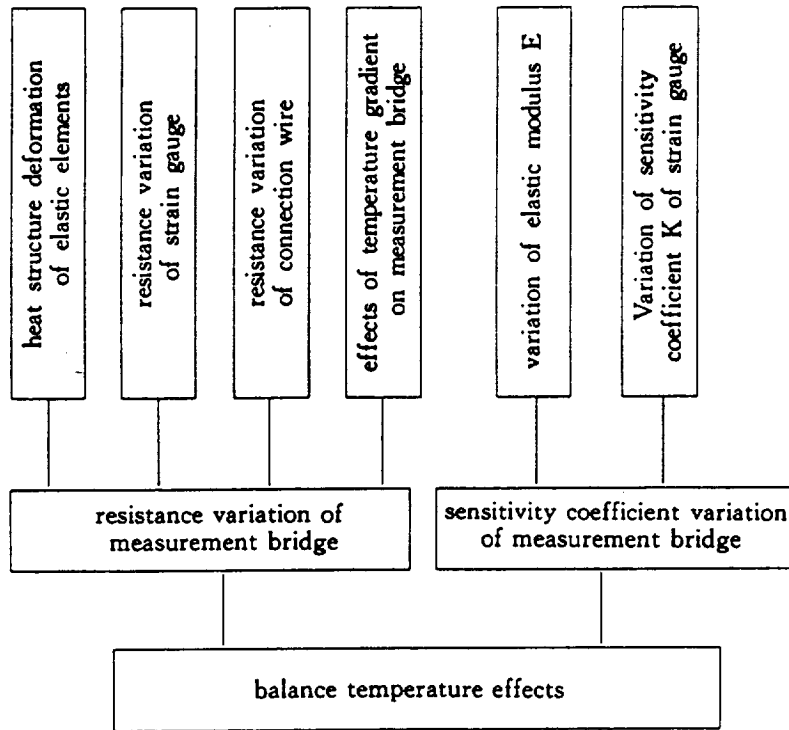 heat structure deformation
of elastic elements
resistance variation
of strain gauge
resistance variation
of connection wire
effects of temperature gradient
on measurement bridge
variation of elastic modulus E
Variation of sensitivity
coefficient K of strain gauge
resistance variation of
measurement bridge
sensitivity coefficient variation
of measurement bridge
balance temperature effects